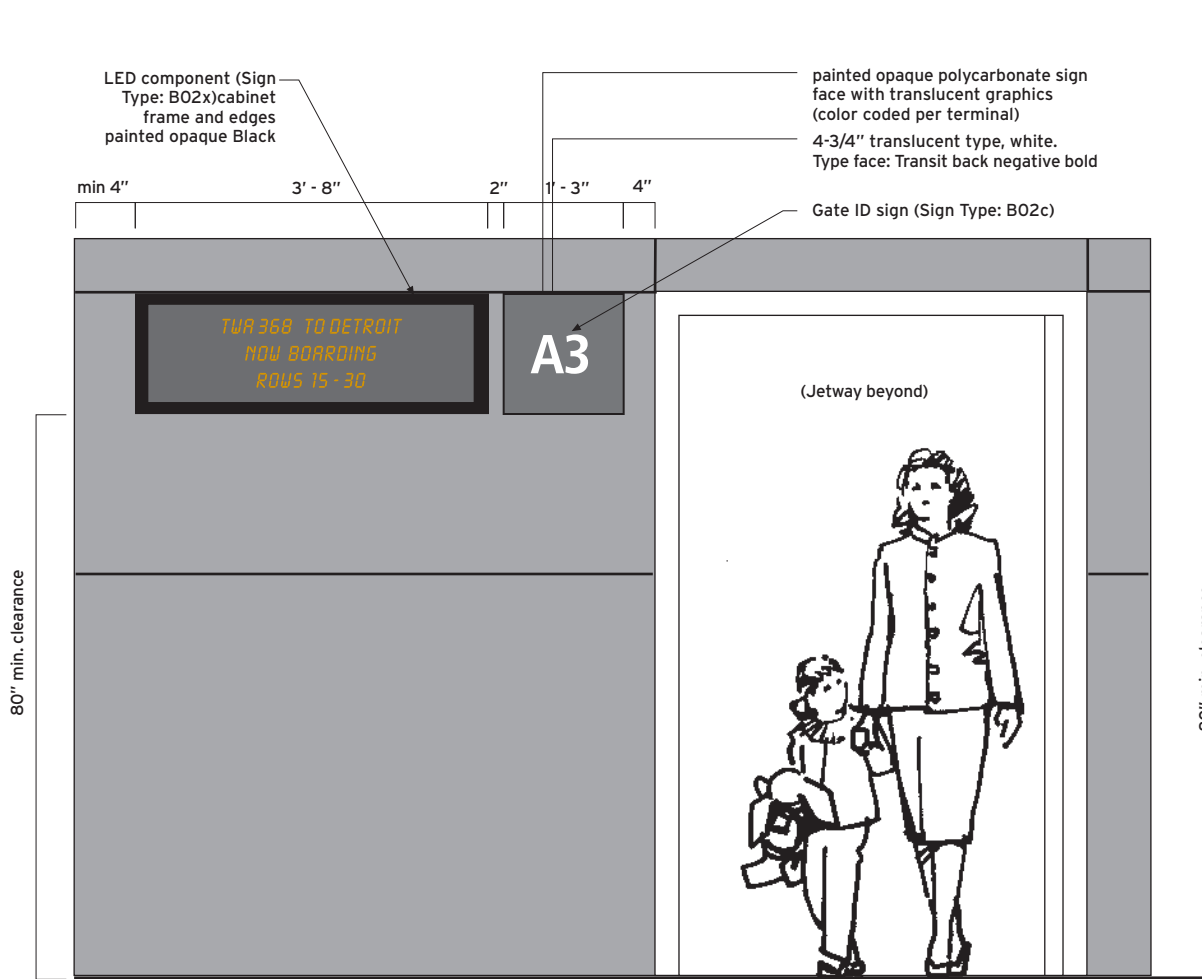 LED component (Sign
Type: B02x)cabinet
frame and edges
painted opaque Black
painted opaque polycarbonate sign
face with translucent graphics
(color coded per terminal)
4-3/4” translucent type, white.
Type face: Transit back negative bold
Gate ID sign (Sign Type: B02c)
min 4”
3’ - 8”
2”
1’ - 3”
4”
TWA 368 TO DETROIT
NOW BOARDING
ROWS 15 - 30
A3
(Jetway beyond)
80” min. clearance